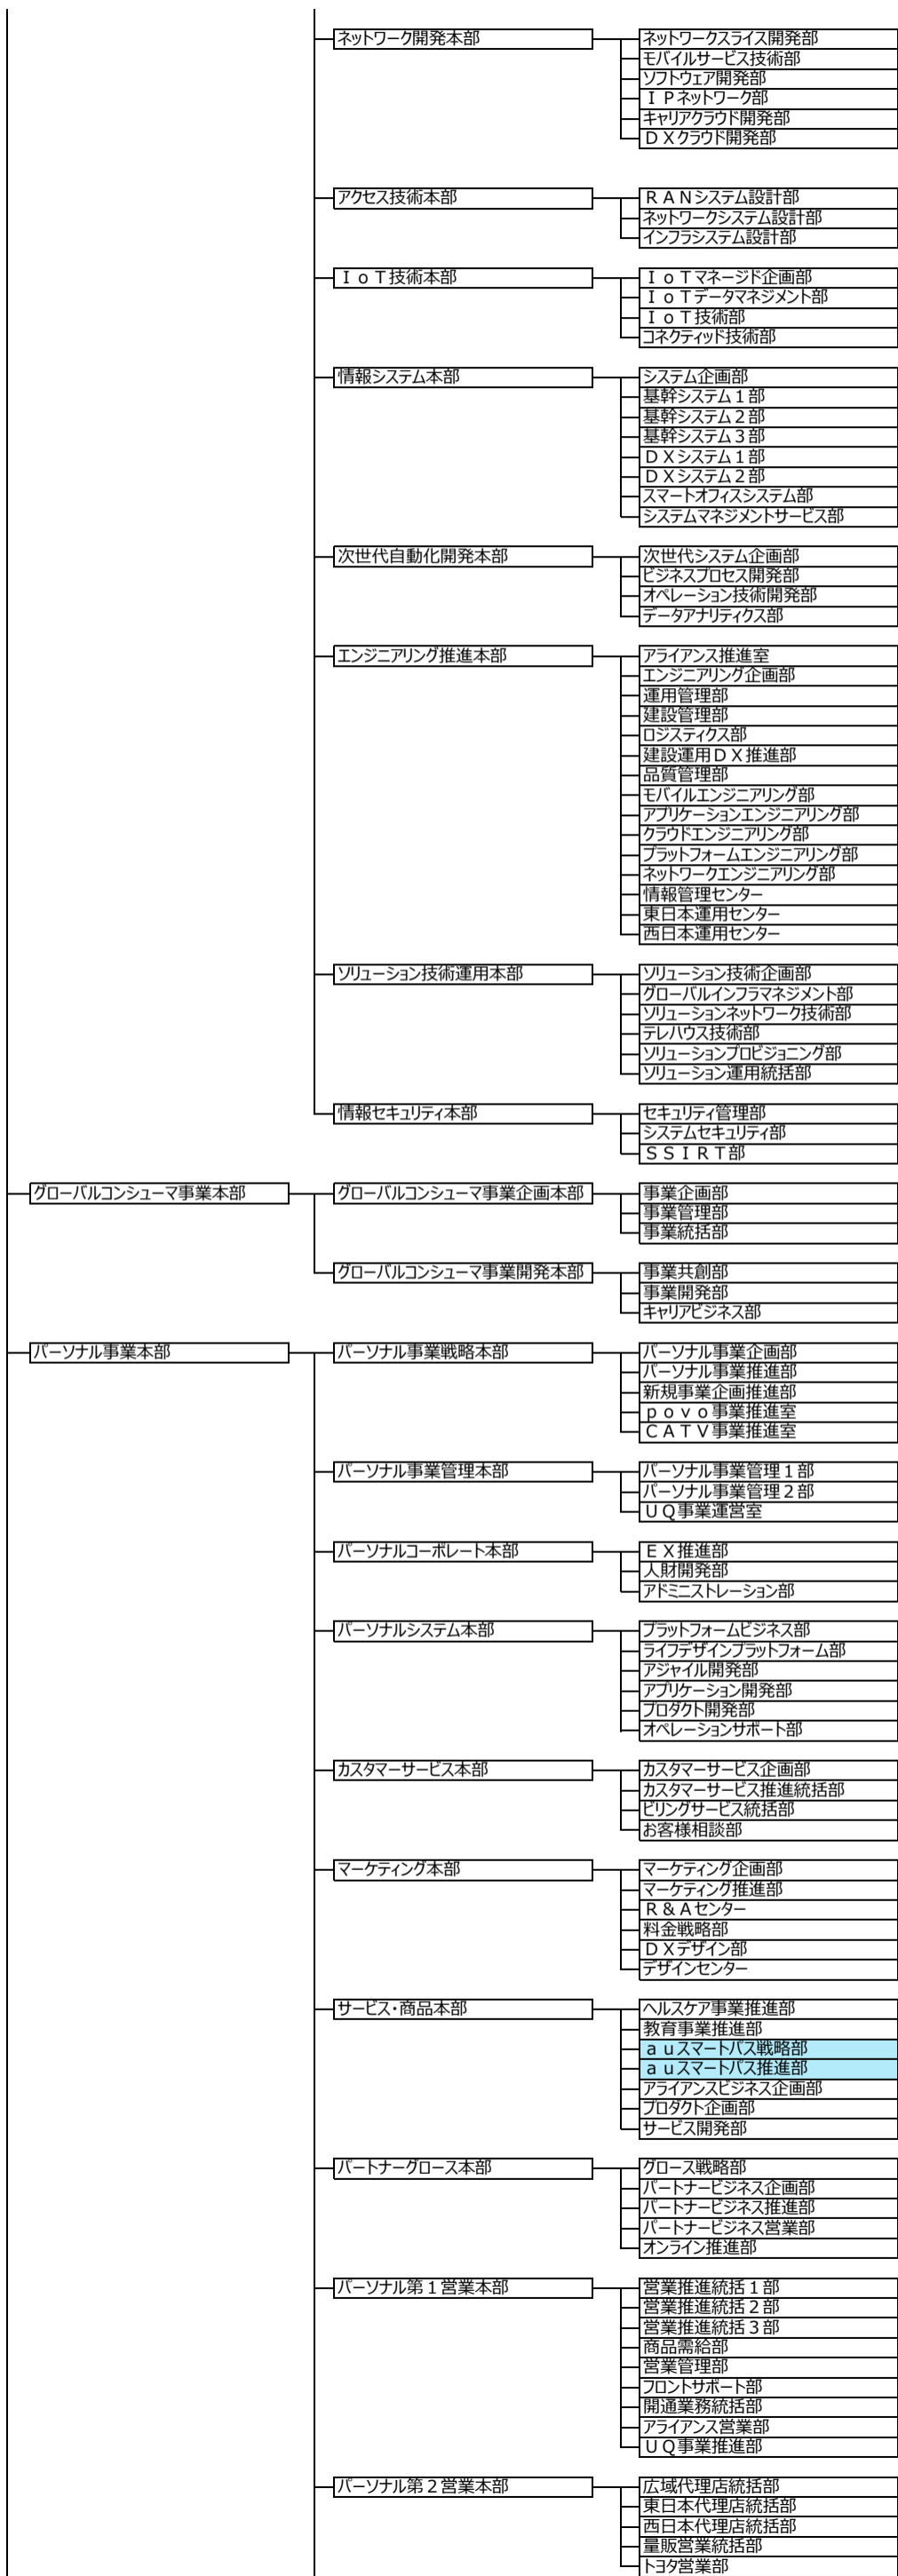 ネットワーク開発本部
ネットワークスライス開発部
モバイルサービス技術部
ソフトウェア開発部
ＩＰネットワーク部
キャリアクラウド開発部
ＤＸクラウド開発部
アクセス技術本部
ＲＡＮシステム設計部
ネットワークシステム設計部
インフラシステム設計部
ＩｏＴ技術本部
ＩｏＴマネージド企画部
ＩｏＴデータマネジメント部
ＩｏＴ技術部
コネクティッド技術部
情報システム本部
システム企画部
基幹システム１部
基幹システム２部
基幹システム３部
ＤＸシステム１部
ＤＸシステム２部
スマートオフィスシステム部
システムマネジメントサービス部
次世代自動化開発本部
次世代システム企画部
ビジネスプロセス開発部
オペレーション技術開発部
データアナリティクス部
エンジニアリング推進本部
アライアンス推進室
エンジニアリング企画部
運用管理部
建設管理部
ロジスティクス部
建設運用ＤＸ推進部
品質管理部
モバイルエンジニアリング部
アプリケーションエンジニアリング部
クラウドエンジニアリング部
プラットフォームエンジニアリング部
ネットワークエンジニアリング部
情報管理センター
東日本運用センター
西日本運用センター
ソリューション技術運用本部
ソリューション技術企画部
グローバルインフラマネジメント部
ソリューションネットワーク技術部
テレハウス技術部
ソリューションプロビジョニング部
ソリューション運用統括部
情報セキュリティ本部
セキュリティ管理部
システムセキュリティ部
ＳＳＩＲＴ部
グローバルコンシューマ事業本部
グローバルコンシューマ事業企画本部
事業企画部
事業管理部
事業統括部
グローバルコンシューマ事業開発本部
事業共創部
事業開発部
キャリアビジネス部
パーソナル事業本部
パーソナル事業戦略本部
パーソナル事業企画部
パーソナル事業推進部
新規事業企画推進部
ｐｏｖｏ事業推進室
ＣＡＴＶ事業推進室
パーソナル事業管理本部
パーソナル事業管理１部
パーソナル事業管理２部
ＵＱ事業運営室
パーソナルコーポレート本部
ＥＸ推進部
人財開発部
アドミニストレーション部
パーソナルシステム本部
プラットフォームビジネス部
ライフデザインプラットフォーム部
アジャイル開発部
アプリケーション開発部
プロダクト開発部
オペレーションサポート部
カスタマーサービス本部
カスタマーサービス企画部
カスタマーサービス推進統括部
ビリングサービス統括部
お客様相談部
マーケティング本部
マーケティング企画部
マーケティング推進部
Ｒ＆Ａセンター
料金戦略部
ＤＸデザイン部
デザインセンター
サービス・商品本部
ヘルスケア事業推進部
教育事業推進部
ａｕスマートパス戦略部
ａｕスマートパス推進部
アライアンスビジネス企画部
プロダクト企画部
サービス開発部
パートナーグロース本部
グロース戦略部
パートナービジネス企画部
パートナービジネス推進部
パートナービジネス営業部
オンライン推進部
パーソナル第１営業本部
営業推進統括１部
営業推進統括２部
営業推進統括３部
商品需給部
営業管理部
フロントサポート部
開通業務統括部
アライアンス営業部
ＵＱ事業推進部
パーソナル第２営業本部
広域代理店統括部
東日本代理店統括部
西日本代理店統括部
量販営業統括部
トヨタ営業部